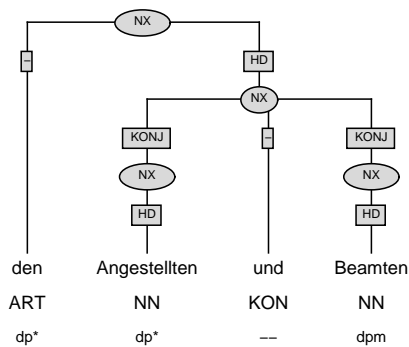 NX
– HD
NX
KONJ – KONJ
NX NX
HD HD
den Angestellten und Beamten
ART NN KON NN
dp* dp* –– dpm